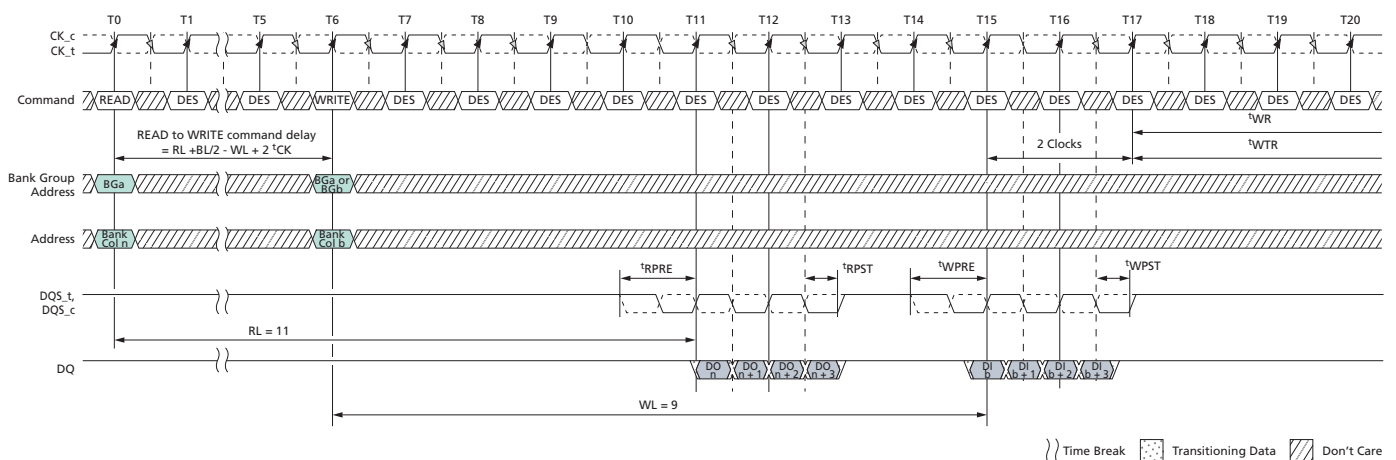 T0 T1 T5 T6 T7 T8 T9 T10 T11 T12 T13 T14 T15 T16 T17 T18 T19 T20
CK_c
CK_t
Command READ DES DES WRITE DES DES DES DES DES DES DES DES DES DES DES DES DES DES
tWR
READ to WRITE command delay
= RL +BL/2 - WL + 2 tCK
2 Clocks
tWTR
Bank Group
Address
BGa
BGa or
BGb
Address
Bank
Col n
Bank
Col b
tRPRE tRPST tWPRE tWPST
DQS_t,
DQS_c
RL = 11
DQ
DO
n
DO
n + 1
DO
n + 2
DO
n + 3
DI
b
DI
b + 1
DI
b + 2
DI
b + 3
WL = 9
Time Break Transitioning Data Don't Care